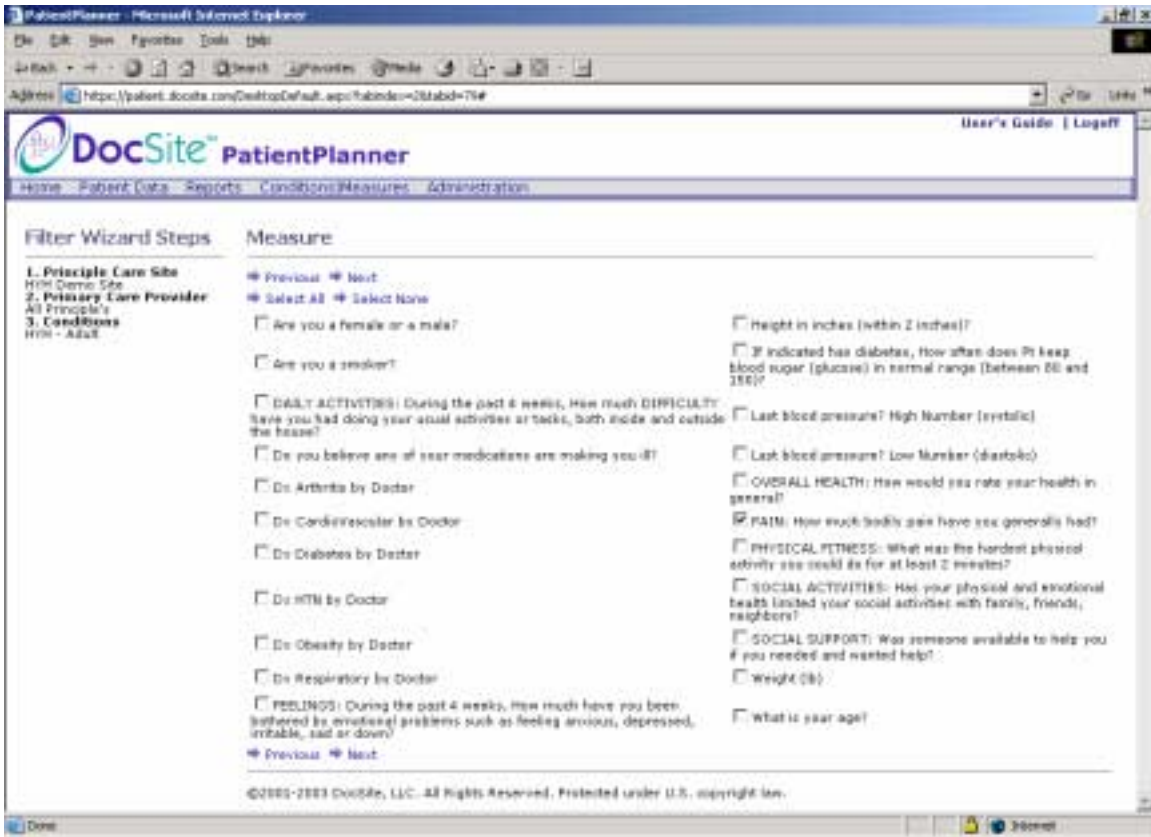 PatientPlanner - Microsoft Internet Explorer
File Edit View Favorites Tools Help
Back Search Favorites Media
Address https://patient.docsite.com/DesktopDefault.aspx?tabindex=2&tabid=79# Go Links
User's Guide | Logoff
DocSite™ PatientPlanner
Home Patient Data Reports Conditions|Measures Administration
Filter Wizard Steps
1. Principle Care Site
HYH Demo Site
2. Primary Care Provider
All Principle's
3. Conditions
HYH - Adult
Measure
Previous Next
Select All Select None
Are you a female or a male?
Are you a smoker?
DAILY ACTIVITIES: During the past 4 weeks, How much DIFFICULTY
have you had doing your usual activities or tasks, both inside and outside
the house?
Do you believe any of your medications are making you ill?
Dx Arthritis by Doctor
Dx CardioVascular by Doctor
Dx Diabetes by Doctor
Dx HTN by Doctor
Dx Obesity by Doctor
Dx Respiratory by Doctor
FEELINGS: During the past 4 weeks, How much have you been
bothered by emotional problems such as feeling anxious, depressed,
irritable, sad or down?
Height in inches (within 2 inches)?
If indicated has diabetes, How often does Pt keep
blood sugar (glucose) in normal range (between 80 and
150)?
Last blood pressure? High Number (systolic)
Last blood pressure? Low Number (diastolic)
OVERALL HEALTH: How would you rate your health in
general?
PAIN: How much bodily pain have you generally had?
PHYSICAL FITNESS: What was the hardest physical
activity you could do for at least 2 minutes?
SOCIAL ACTIVITIES: Has your physical and emotional
health limited your social activities with family, friends,
neighbors?
SOCIAL SUPPORT: Was someone available to help you
if you needed and wanted help?
Weight (lb)
What is your age?
Previous Next
©2001-2003 DocSite, LLC. All Rights Reserved. Protected under U.S. copyright law.
Done Internet